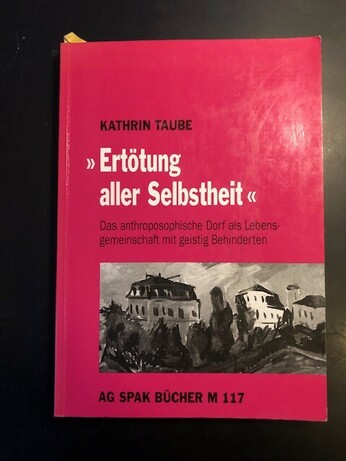 KATHRIN TAUBE
» Ertötung
aller Selbstheit «
Das anthroposophische Dorf als Lebens-
gemeinschaft mit geistig Behinderten
AG SPAK BÜCHER M 117